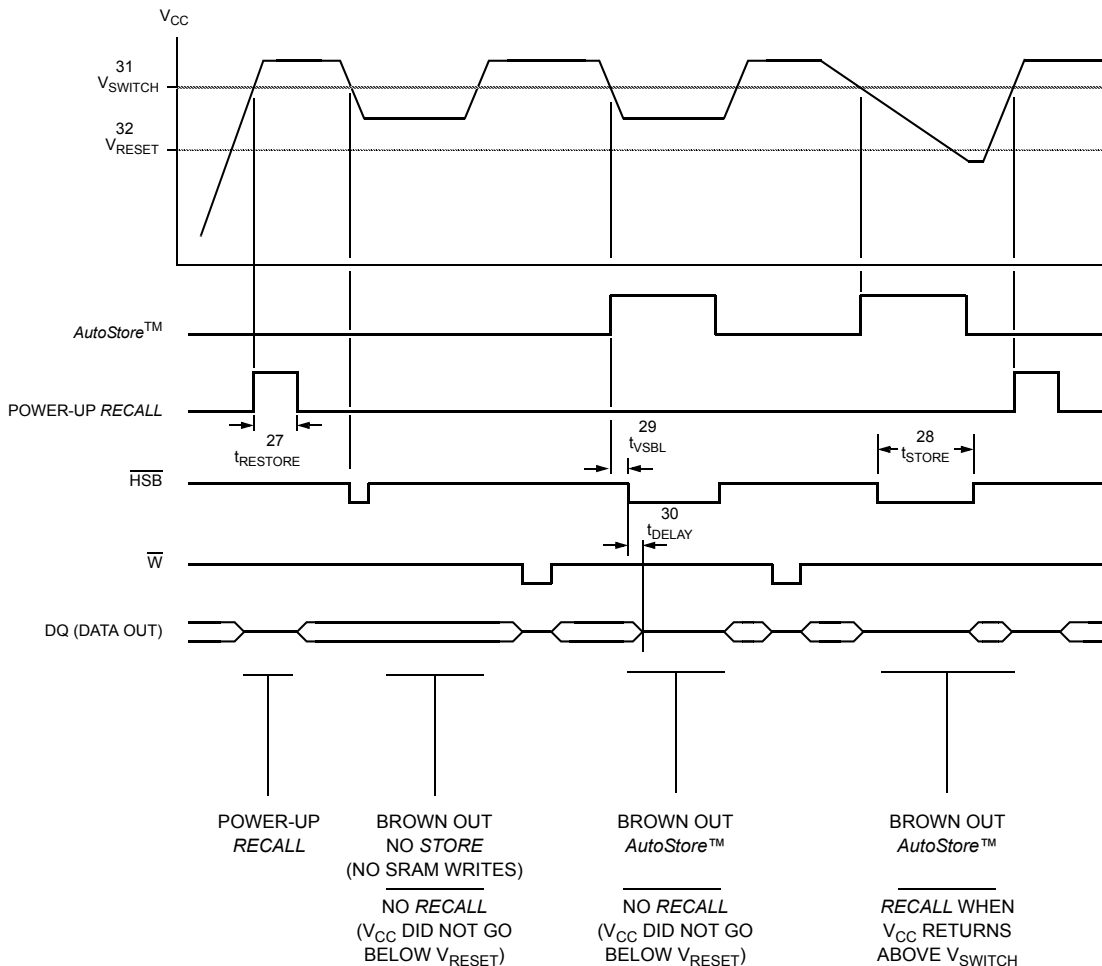 VCC
31
VSWITCH
32
VRESET
AutoStore™
POWER-UP RECALL
27
tRESTORE
29
tVSBL
28
tSTORE
HSB
30
tDELAY
W
DQ (DATA OUT)
POWER-UP
RECALL
BROWN OUT
NO STORE
(NO SRAM WRITES)
NO RECALL
(VCC DID NOT GO
BELOW VRESET)
BROWN OUT
AutoStore™
NO RECALL
(VCC DID NOT GO
BELOW VRESET)
BROWN OUT
AutoStore™
RECALL WHEN
VCC RETURNS
ABOVE VSWITCH